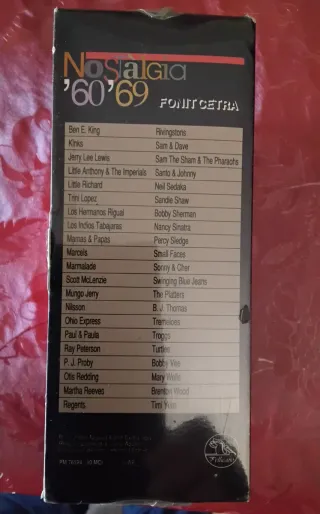 Nostalgia
'60 '69
FONIT CETRA
Ben E. King Rivingstons
Kinks Sam & Dave
Jerry Lee Lewis Sam The Sham & The Pharaohs
Little Anthony & The Imperials Santo & Johnny
Little Richard Neil Sedaka
Trini Lopez Sandie Shaw
Los Hermanos Rigual Bobby Sherman
Los Indios Tabajaras Nancy Sinatra
Mamas & Papas Percy Sledge
Marcels Small Faces
Marmalade Sonny & Cher
Scott McKenzie Swinging Blue Jeans
Mungo Jerry The Platters
Nilsson B. J. Thomas
Ohio Express Tremeloes
Paul & Paula Troggs
Ray Peterson Turtles
P. J. Proby Bobby Vee
Otis Redding Mary Wells
Martha Reeves Brenton Wood
Regents Timi Yuro